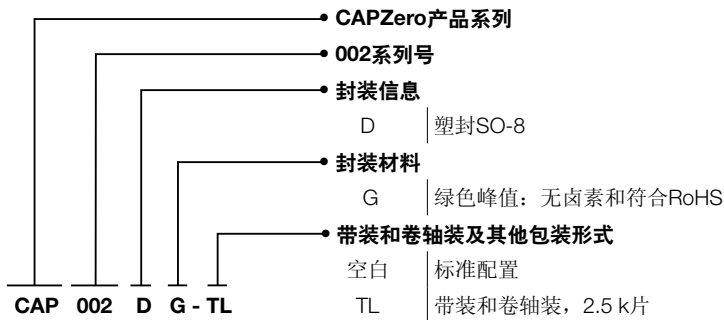 CAPZero产品系列
002系列号
封装信息
D 塑封SO-8
封装材料
G 绿色峰值：无卤素和符合RoHS
带装和卷轴装及其他包装形式
空白 标准配置
TL 带装和卷轴装，2.5 k片
CAP 002 D G - TL